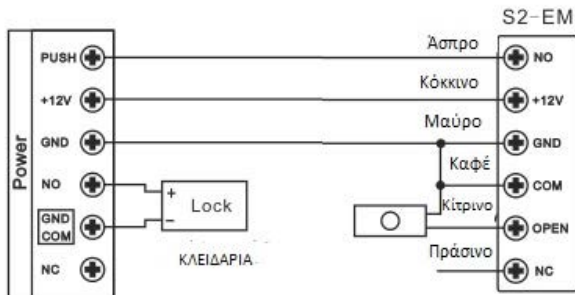 S2-EM
Power
PUSH
+12V
GND
NO
GND
COM
NC
+
Lock
−
ΚΛΕΙΔΑΡΙΑ
Άσπρο
Κόκκινο
Μαύρο
Καφέ
Κίτρινο
Πράσινο
NO
+12V
GND
COM
OPEN
NC